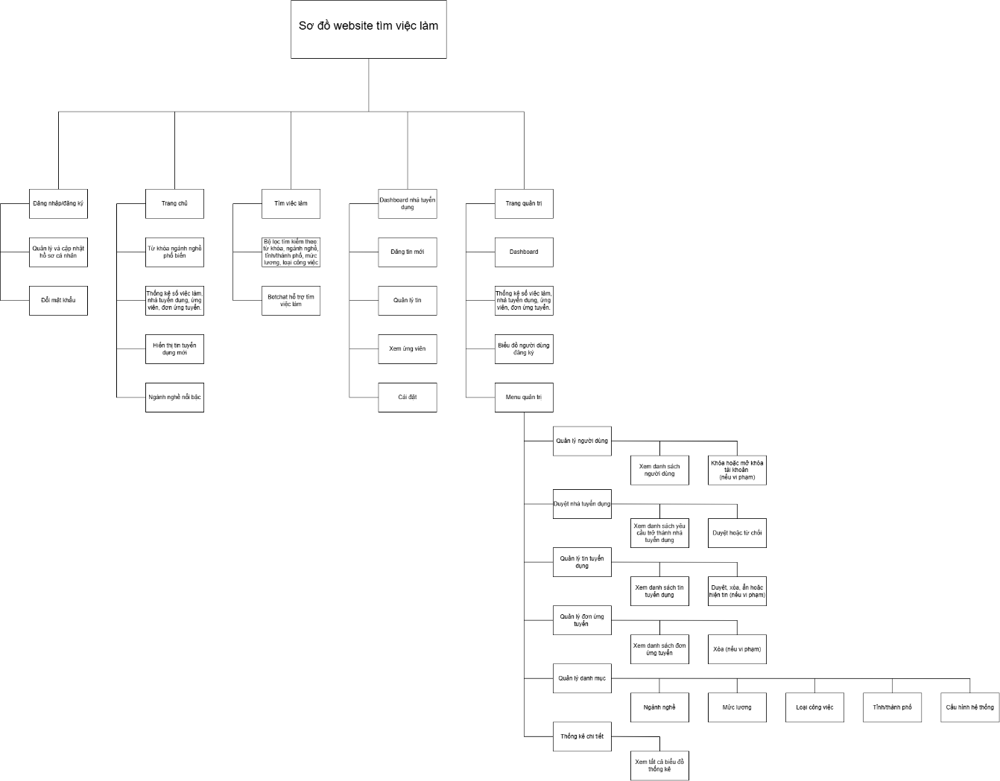 Sơ đồ website tìm việc làm
Đăng nhập/đăng ký
Quản lý và cập nhật
hồ sơ cá nhân
Đổi mật khẩu
Trang chủ
Từ khóa ngành nghề
phổ biến
Thống kê số việc làm,
nhà tuyển dụng, ứng
viên, đơn ứng tuyển.
Hiển thị tin tuyển
dụng mới
Ngành nghề nổi bậc
Tìm việc làm
Bộ lọc tìm kiếm theo:
từ khóa, ngành nghề,
tỉnh/thành phố, mức
lương, loại công việc
Botchat hỗ trợ tìm
việc làm
Dashboard nhà tuyển
dụng
Đăng tin mới
Quản lý tin
Xem ứng viên
Cài đặt
Trang quản trị
Dashboard
Thống kê số việc làm,
nhà tuyển dụng, ứng
viên, đơn ứng tuyển.
Biểu đồ người dùng
đăng ký
Menu quản trị
Quản lý người dùng
Xem danh sách
người dùng
Khóa hoặc mở khóa
tài khoản
(nếu vi phạm)
Duyệt nhà tuyển dụng
Xem danh sách yêu
cầu trở thành nhà
tuyển dụng
Duyệt hoặc từ chối
Quản lý tin tuyển
dụng
Xem danh sách tin
tuyển dụng
Duyệt, xóa, ẩn hoặc
hiện tin (nếu vi phạm)
Quản lý đơn ứng
tuyển
Xem danh sách đơn
ứng tuyển
Xóa (nếu vi phạm)
Quản lý danh mục
Ngành nghề
Mức lương
Loại công việc
Tỉnh/thành phố
Cấu hình hệ thống
Thống kê chi tiết
Xem tất cả biểu đồ
thống kê